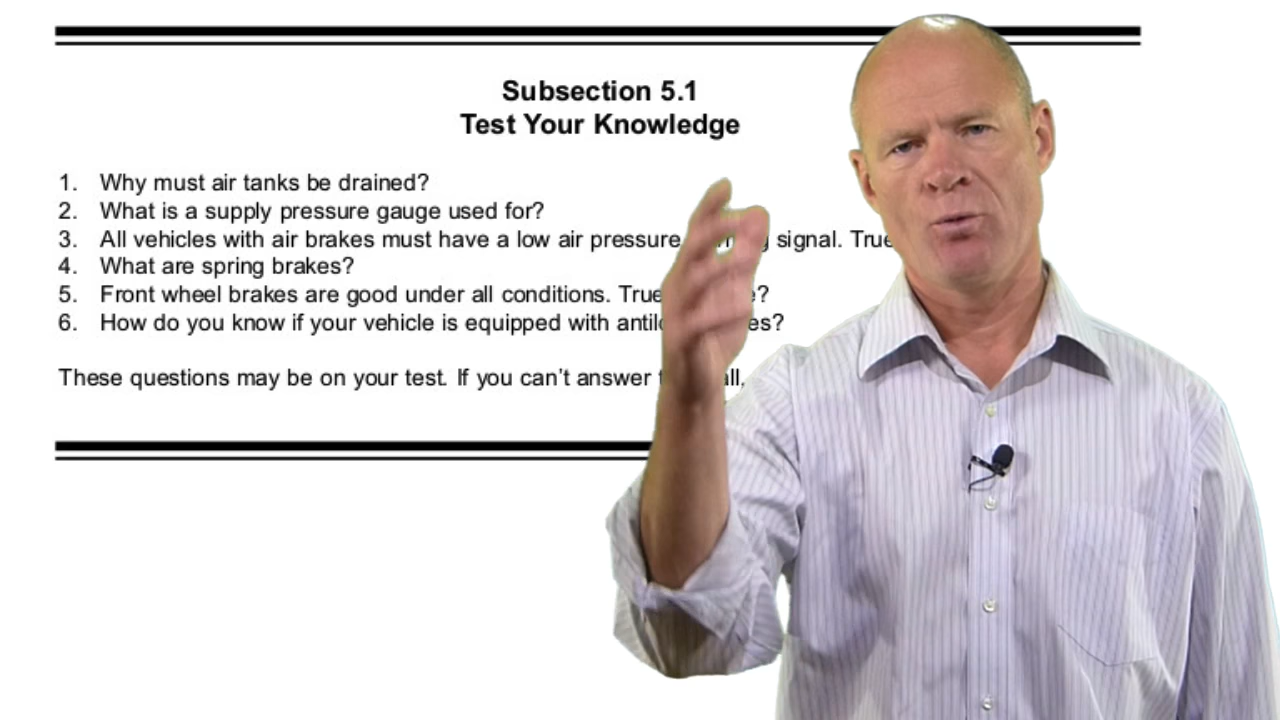 Subsection 5.1
Test Your Knowledge
1. Why must air tanks be drained?
2. What is a supply pressure gauge used for?
3. All vehicles with air brakes must have a low air pressure signal. True
4. What are spring brakes?
5. Front wheel brakes are good under all conditions. True
6. How do you know if your vehicle is equipped with
These questions may be on your test. If you can't answer all,